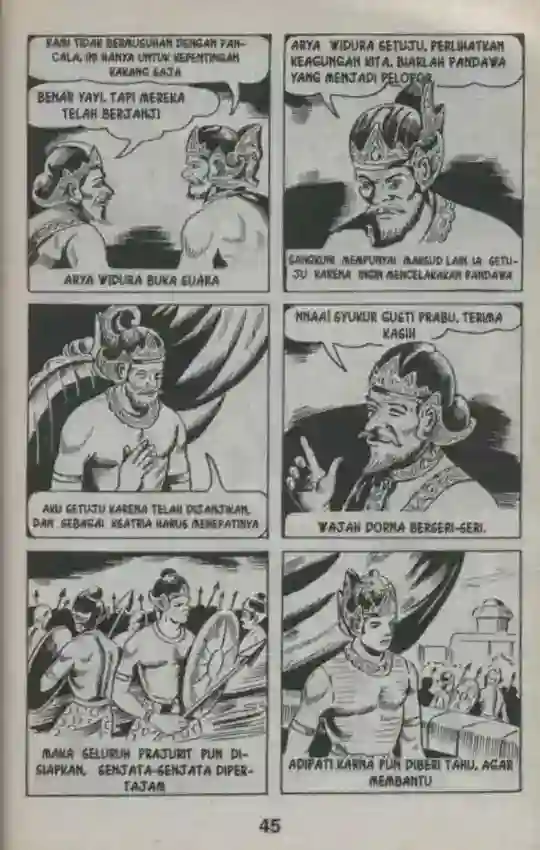 KAMI TIDAK BERMUSUHAN DENGAN PAN-
CALA, INI HANYA UNTUK KEPENTINGAN
KAKANG SAJA
BENAR YAYI, TAPI MEREKA
TELAH BERJANJI
ARYA WIDURA BUKA SUARA
ARYA WIDURA SETUJU, PERLIHATKAN
KEAGUNGAN KITA. BIARLAH PANDAWA
YANG MENJADI PELOPOR
SANGKUNI MEMPUNYAI MAKSUD LAIN IA SETU-
JU KARENA INGIN MENCELAKAKAN PANDAWA
AKU SETUJU KARENA TELAH DIJANJIKAN,
DAN SEBAGAI KSATRIA HARUS MENEPATINYA
NNAA! SYUKUR GUSTI PRABU, TERIMA
KASIH
WAJAH DORNA BERSERI-SERI.
MAKA SELURUH PRAJURIT PUN DI-
SIAPKAN, SENJATA-SENJATA DIPER-
TAJAM
ADIPATI KARNA PUN DIBERI TAHU, AGAR
MEMBANTU
45